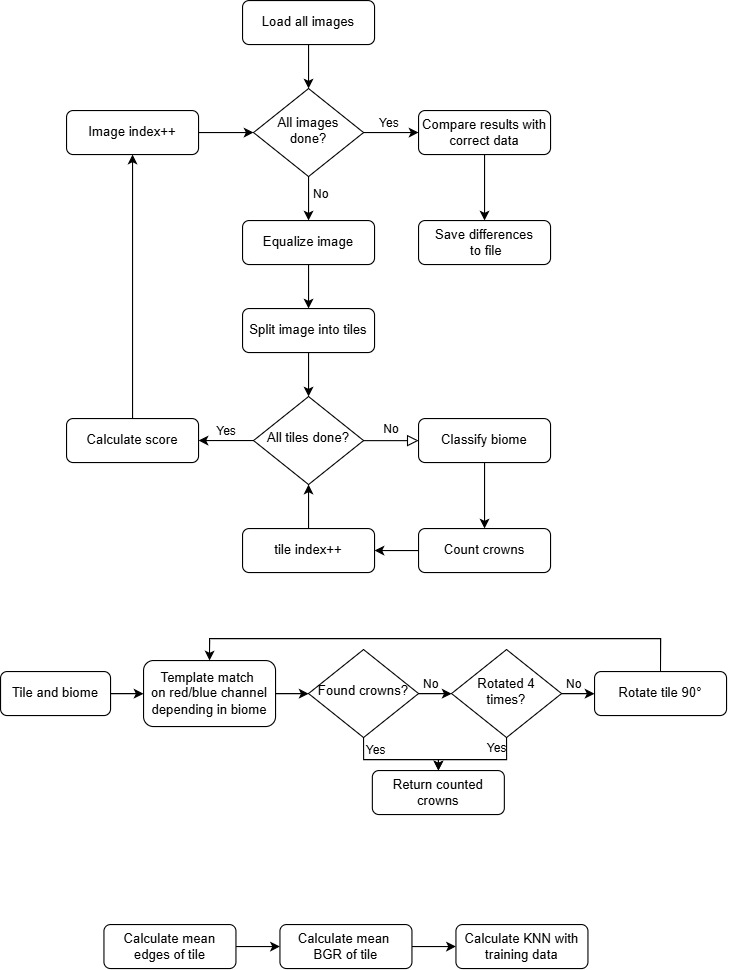 Load all images
Image index++
All images
done?
Yes
Compare results with
correct data
No
Equalize image
Save differences
to file
Split image into tiles
Calculate score
Yes
All tiles done?
No
Classify biome
tile index++
Count crowns
Tile and biome
Template match
on red/blue channel
depending in biome
Found crowns?
No
Rotated 4
times?
No
Rotate tile 90°
Yes
Yes
Return counted
crowns
Calculate mean
edges of tile
Calculate mean
BGR of tile
Calculate KNN with
training data